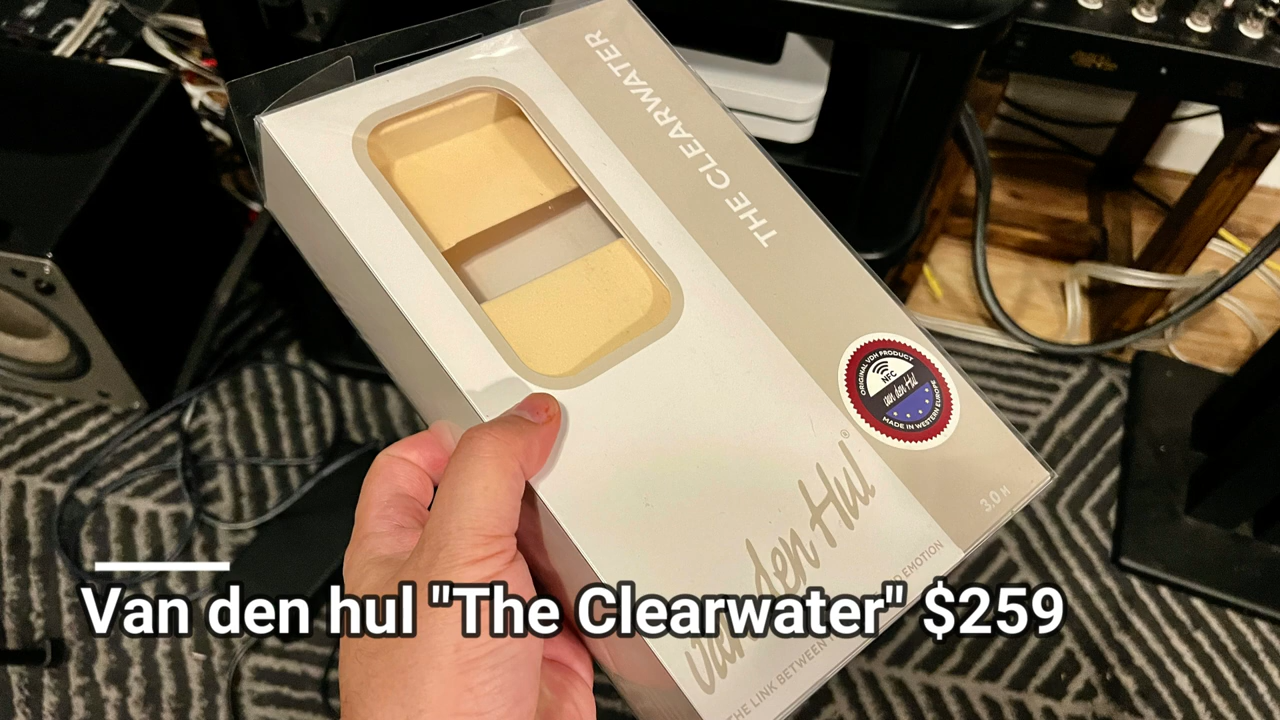 THE CLEARWATER
ORIGINAL VDH PRODUCT
NFC
van den Hul
MADE IN WESTERN EUROPE
3.0 H
van den Hul®
THE LINK BETWEEN
EMOTION
Van den hul "The Clearwater" $259